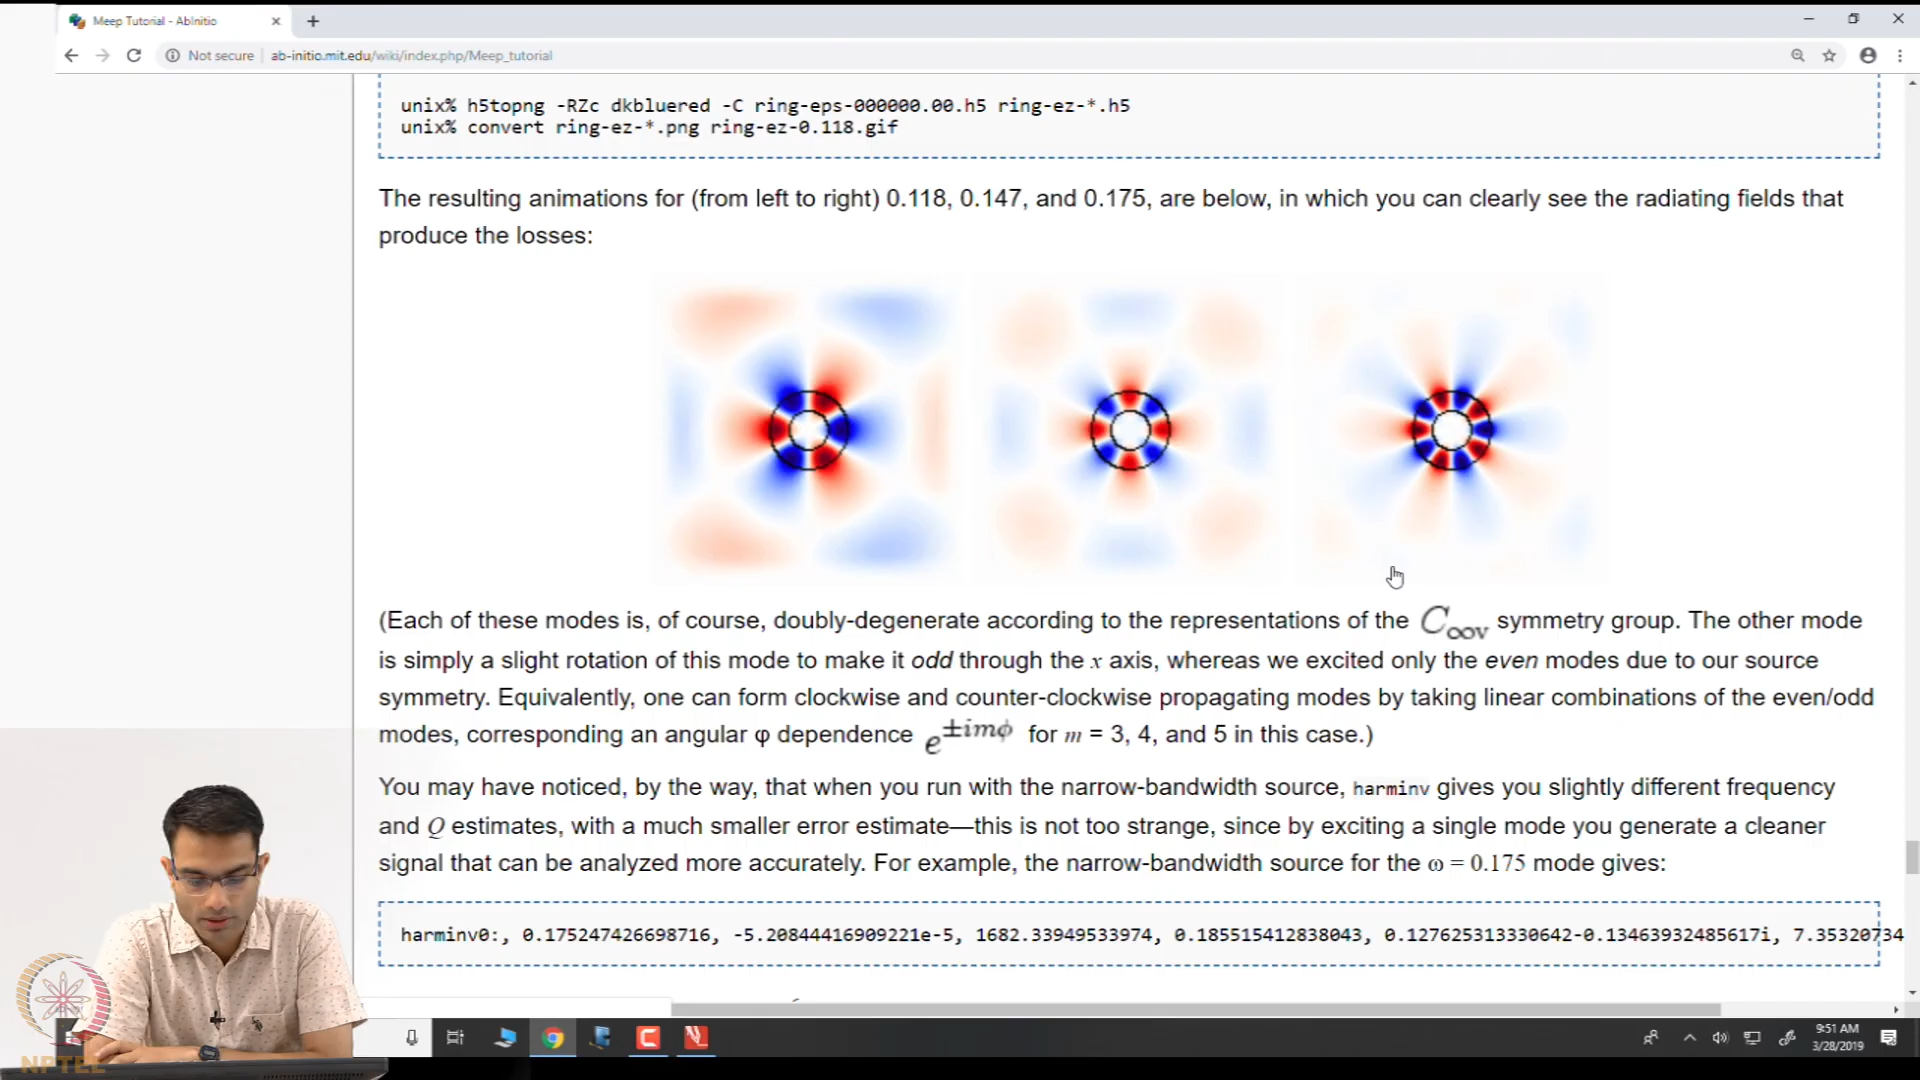 Meep Tutorial - AbInitio
Not secure | ab-initio.mit.edu/wiki/index.php/Meep_tutorial
unix% h5topng -RZc dkbluered -C ring-eps-000000.00.h5 ring-ez-*.h5
unix% convert ring-ez-*.png ring-ez-0.118.gif
The resulting animations for (from left to right) 0.118, 0.147, and 0.175, are below, in which you can clearly see the radiating fields that
produce the losses:
(Each of these modes is, of course, doubly-degenerate according to the representations of the C∞v symmetry group. The other mode
is simply a slight rotation of this mode to make it odd through the x axis, whereas we excited only the even modes due to our source
symmetry. Equivalently, one can form clockwise and counter-clockwise propagating modes by taking linear combinations of the even/odd
modes, corresponding an angular φ dependence e^±imϕ for m = 3, 4, and 5 in this case.)
You may have noticed, by the way, that when you run with the narrow-bandwidth source, harminv gives you slightly different frequency
and Q estimates, with a much smaller error estimate—this is not too strange, since by exciting a single mode you generate a cleaner
signal that can be analyzed more accurately. For example, the narrow-bandwidth source for the ω = 0.175 mode gives:
harminv0:, 0.175247426698716, -5.20844416909221e-5, 1682.33949533974, 0.185515412838043, 0.127625313330642-0.13463932485617i, 7.35320734
9:51 AM
3/28/2019
NPTEL